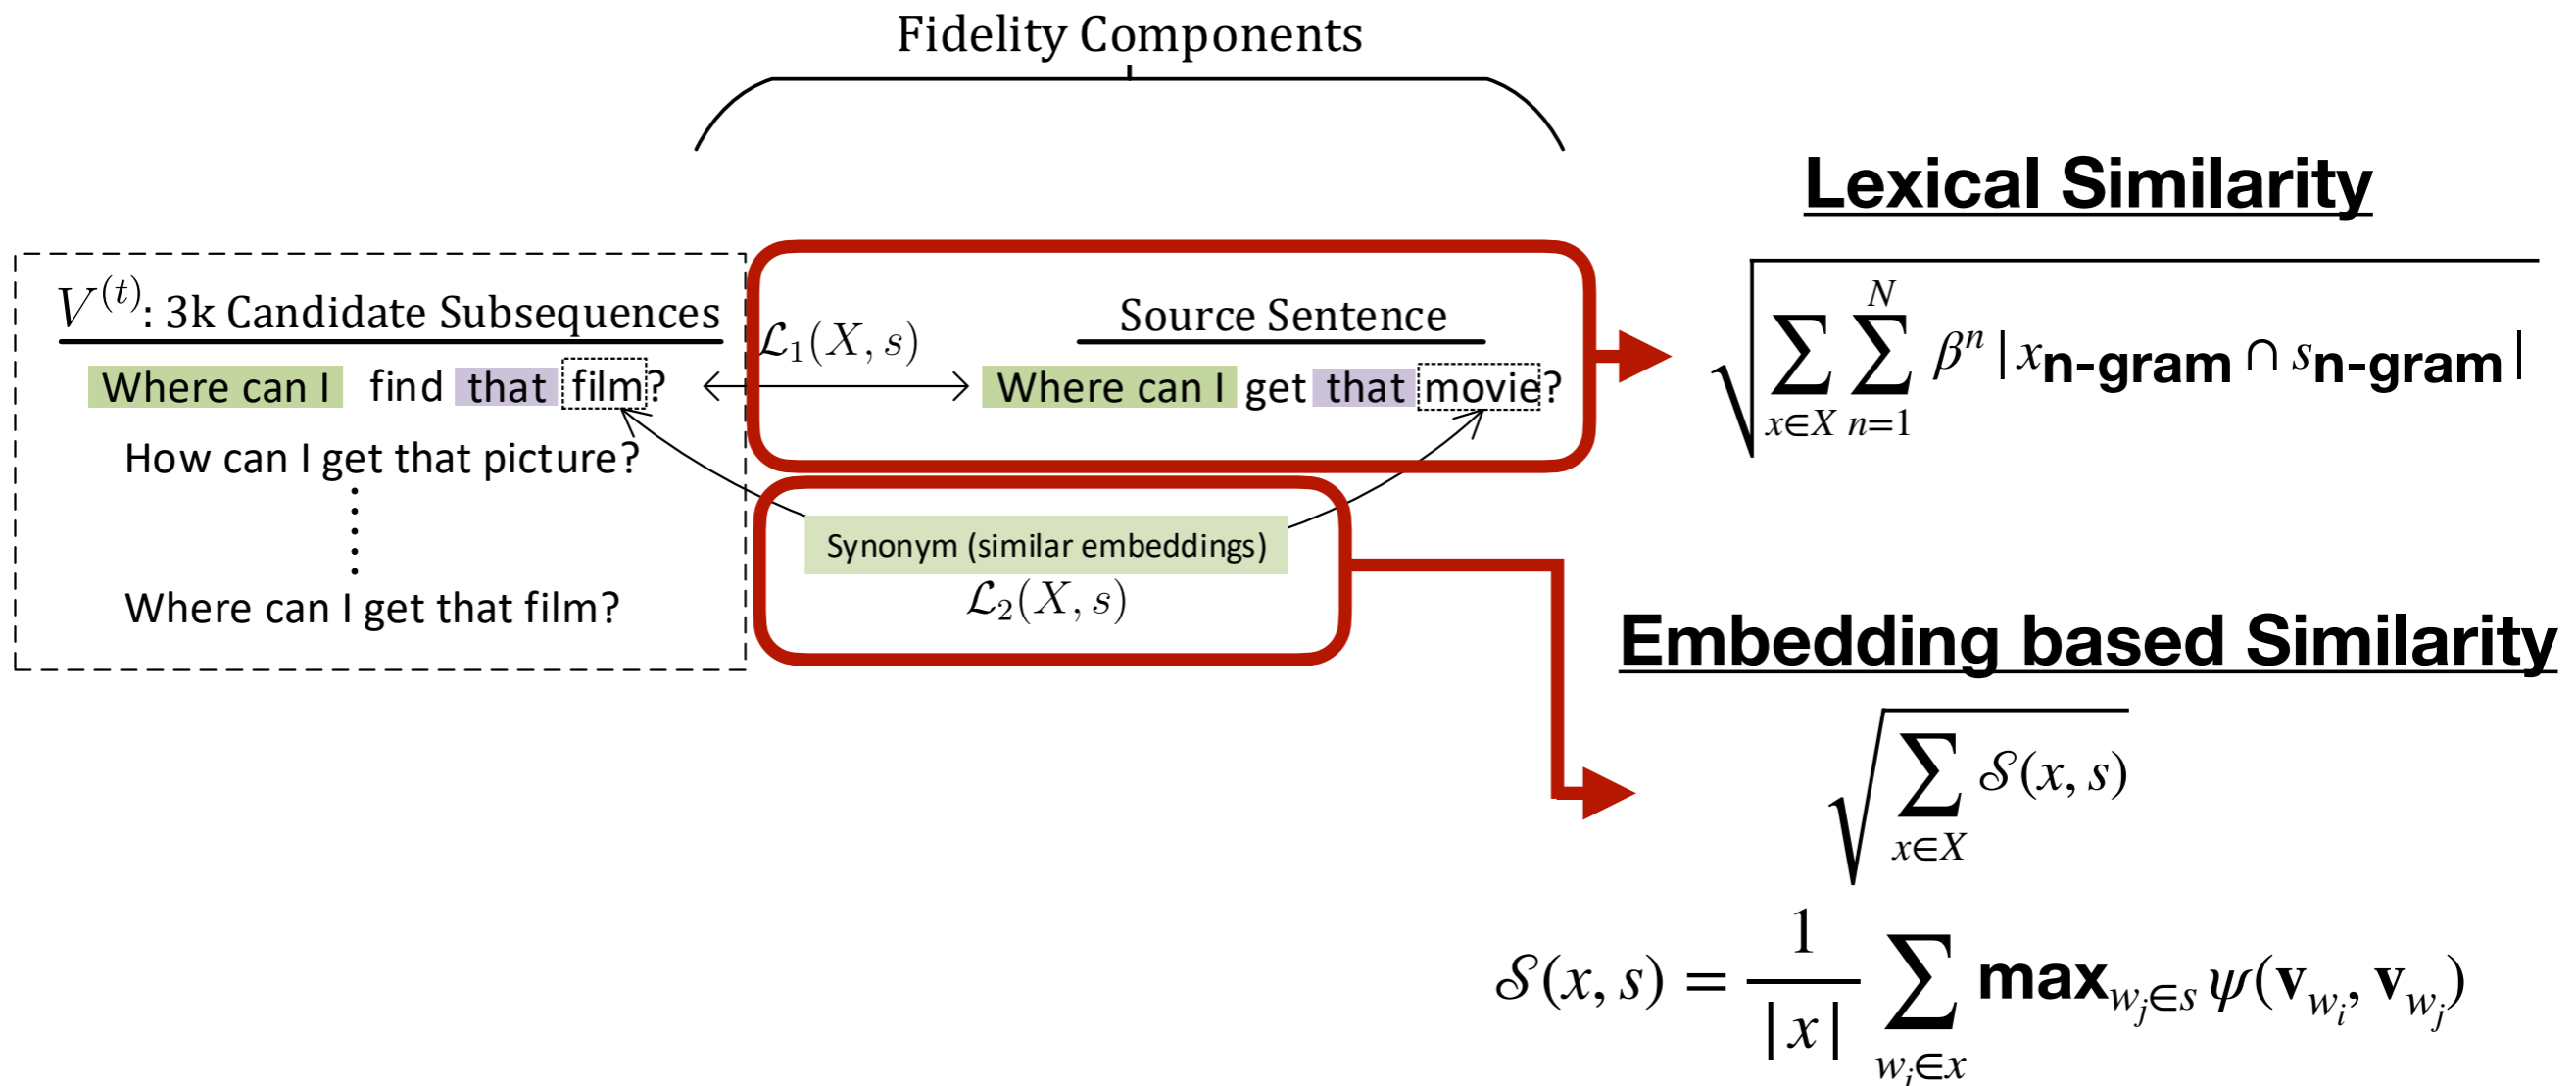 Fidelity Components
Lexical Similarity
V^{(t)}: 3k Candidate Subsequences
Where can I find that film?
How can I get that picture?
Where can I get that film?
ℒ₁(X, s)
Source Sentence
Where can I get that movie?
Synonym (similar embeddings)
ℒ₂(X, s)
√(∑_{x∈X} ∑_{n=1}^{N} β^n | x_{n-gram} ∩ s_{n-gram} |)
Embedding based Similarity
√(∑_{x∈X} 𝒮(x, s))
𝒮(x, s) = 1/|x| ∑_{w_i∈x} max_{w_j∈s} ψ(v_{w_i}, v_{w_j})